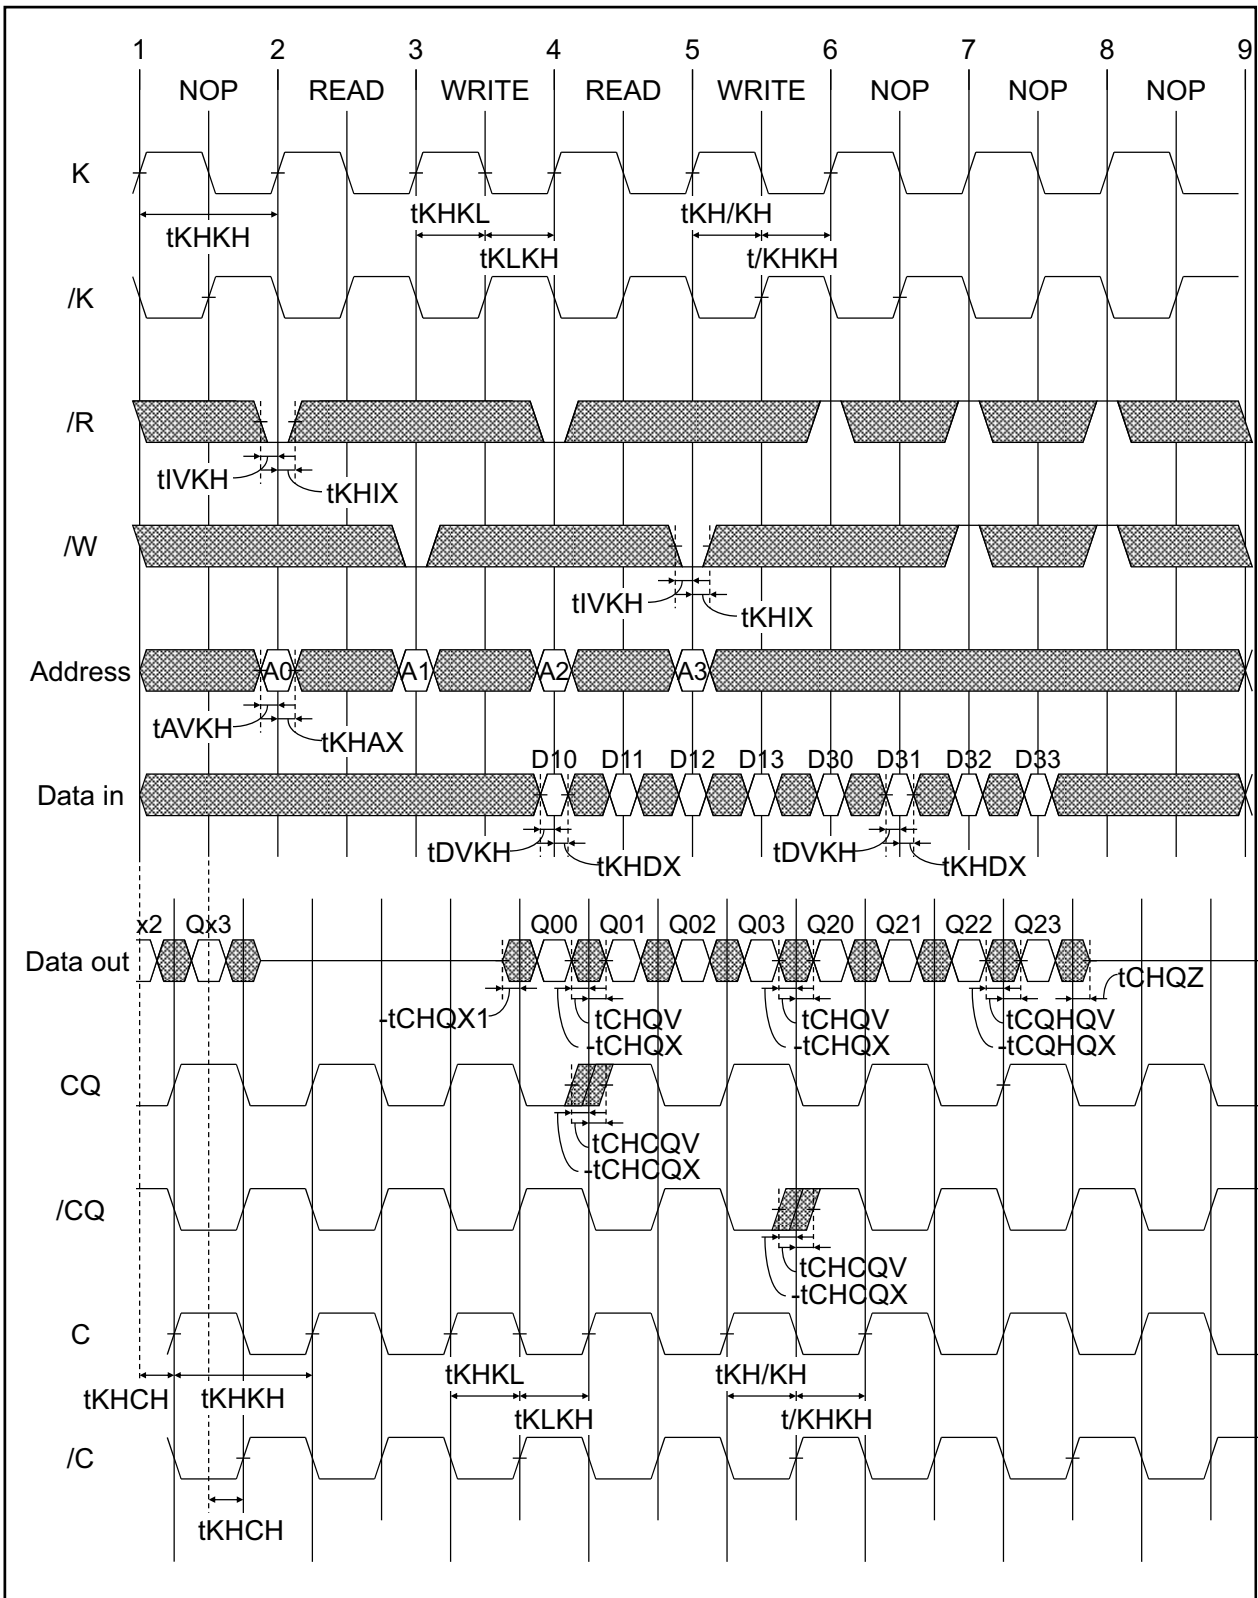 1 2 3 4 5 6 7 8 9
NOP READ WRITE READ WRITE NOP NOP NOP
K
tKHKL tKH/KH
tKHKH
tKLKH t/KHKH
/K
/R
tIVKH tKHIX
/W
tIVKH tKHIX
Address A0 A1 A2 A3
tAVKH tKHAX
D10 D11 D12 D13 D30 D31 D32 D33
Data in
tDVKH tKHDX tDVKH tKHDX
x2 Qx3 Q00 Q01 Q02 Q03 Q20 Q21 Q22 Q23
Data out
tCHQZ
-tCHQX1 tCHQV tCHQV tCQHQV
-tCHQX -tCHQX -tCQHQX
CQ
tCHCQV
-tCHCQX
/CQ
tCHCQV
-tCHCQX
C
tKHKL tKH/KH
tKHCH tKHKH
tKLKH t/KHKH
/C
tKHCH